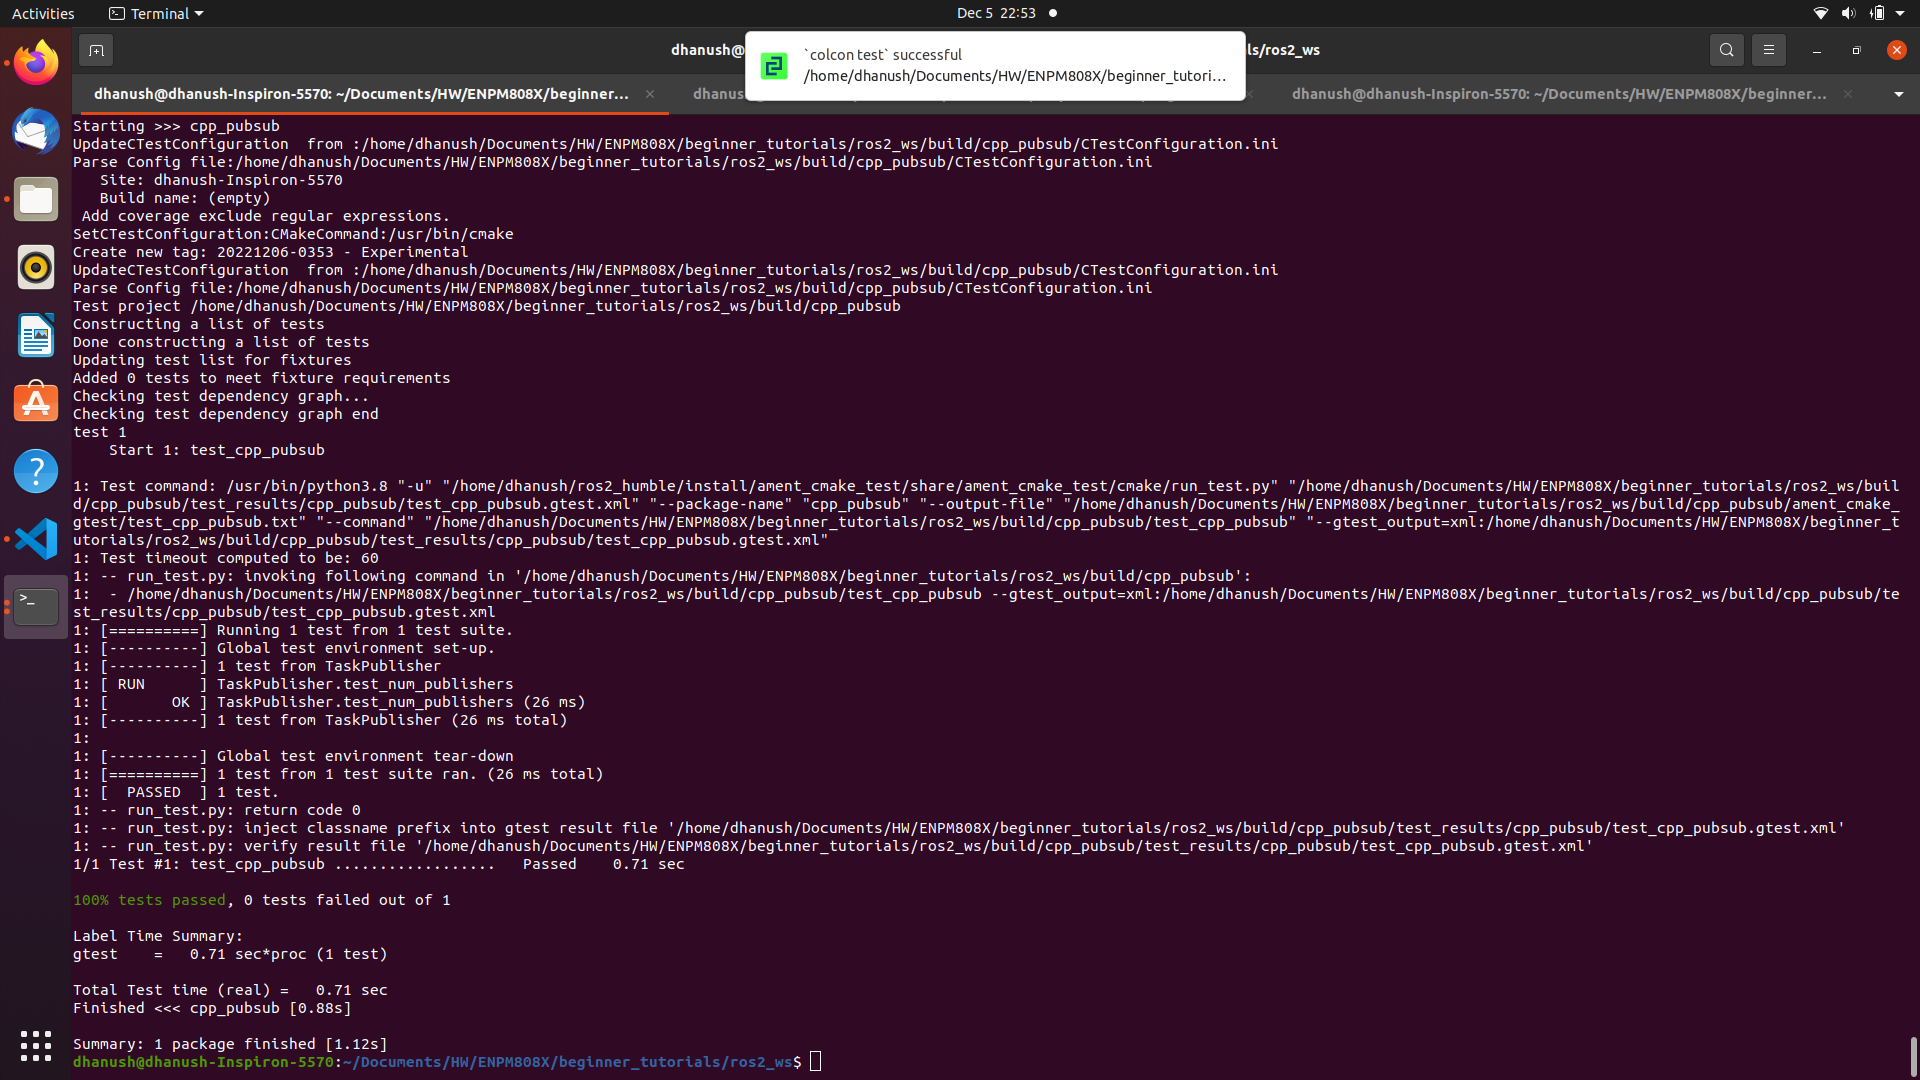 Activities
Terminal
Dec 5 22:53
dhanush@
ls/ros2_ws
`colcon test` successful
/home/dhanush/Documents/HW/ENPM808X/beginner_tutori...
dhanush@dhanush-Inspiron-5570: ~/Documents/HW/ENPM808X/beginner...
dhanus
dhanush@dhanush-Inspiron-5570: ~/Documents/HW/ENPM808X/beginner...
Starting >>> cpp_pubsub
UpdateCTestConfiguration  from :/home/dhanush/Documents/HW/ENPM808X/beginner_tutorials/ros2_ws/build/cpp_pubsub/CTestConfiguration.ini
Parse Config file:/home/dhanush/Documents/HW/ENPM808X/beginner_tutorials/ros2_ws/build/cpp_pubsub/CTestConfiguration.ini
   Site: dhanush-Inspiron-5570
   Build name: (empty)
 Add coverage exclude regular expressions.
SetCTestConfiguration:CMakeCommand:/usr/bin/cmake
Create new tag: 20221206-0353 - Experimental
UpdateCTestConfiguration  from :/home/dhanush/Documents/HW/ENPM808X/beginner_tutorials/ros2_ws/build/cpp_pubsub/CTestConfiguration.ini
Parse Config file:/home/dhanush/Documents/HW/ENPM808X/beginner_tutorials/ros2_ws/build/cpp_pubsub/CTestConfiguration.ini
Test project /home/dhanush/Documents/HW/ENPM808X/beginner_tutorials/ros2_ws/build/cpp_pubsub
Constructing a list of tests
Done constructing a list of tests
Updating test list for fixtures
Added 0 tests to meet fixture requirements
Checking test dependency graph...
Checking test dependency graph end
test 1
    Start 1: test_cpp_pubsub
1: Test command: /usr/bin/python3.8 "-u" "/home/dhanush/ros2_humble/install/ament_cmake_test/share/ament_cmake_test/cmake/run_test.py" "/home/dhanush/Documents/HW/ENPM808X/beginner_tutorials/ros2_ws/buil
d/cpp_pubsub/test_results/cpp_pubsub/test_cpp_pubsub.gtest.xml" "--package-name" "cpp_pubsub" "--output-file" "/home/dhanush/Documents/HW/ENPM808X/beginner_tutorials/ros2_ws/build/cpp_pubsub/ament_cmake_
gtest/test_cpp_pubsub.txt" "--command" "/home/dhanush/Documents/HW/ENPM808X/beginner_tutorials/ros2_ws/build/cpp_pubsub/test_cpp_pubsub" "--gtest_output=xml:/home/dhanush/Documents/HW/ENPM808X/beginner_t
utorials/ros2_ws/build/cpp_pubsub/test_results/cpp_pubsub/test_cpp_pubsub.gtest.xml"
1: Test timeout computed to be: 60
1: -- run_test.py: invoking following command in '/home/dhanush/Documents/HW/ENPM808X/beginner_tutorials/ros2_ws/build/cpp_pubsub':
1:  - /home/dhanush/Documents/HW/ENPM808X/beginner_tutorials/ros2_ws/build/cpp_pubsub/test_cpp_pubsub --gtest_output=xml:/home/dhanush/Documents/HW/ENPM808X/beginner_tutorials/ros2_ws/build/cpp_pubsub/te
st_results/cpp_pubsub/test_cpp_pubsub.gtest.xml
1: [==========] Running 1 test from 1 test suite.
1: [----------] Global test environment set-up.
1: [----------] 1 test from TaskPublisher
1: [ RUN      ] TaskPublisher.test_num_publishers
1: [       OK ] TaskPublisher.test_num_publishers (26 ms)
1: [----------] 1 test from TaskPublisher (26 ms total)
1:
1: [----------] Global test environment tear-down
1: [==========] 1 test from 1 test suite ran. (26 ms total)
1: [  PASSED  ] 1 test.
1: -- run_test.py: return code 0
1: -- run_test.py: inject classname prefix into gtest result file '/home/dhanush/Documents/HW/ENPM808X/beginner_tutorials/ros2_ws/build/cpp_pubsub/test_results/cpp_pubsub/test_cpp_pubsub.gtest.xml'
1: -- run_test.py: verify result file '/home/dhanush/Documents/HW/ENPM808X/beginner_tutorials/ros2_ws/build/cpp_pubsub/test_results/cpp_pubsub/test_cpp_pubsub.gtest.xml'
1/1 Test #1: test_cpp_pubsub ..................   Passed    0.71 sec
100% tests passed, 0 tests failed out of 1
Label Time Summary:
gtest    =   0.71 sec*proc (1 test)
Total Test time (real) =   0.71 sec
Finished <<< cpp_pubsub [0.88s]
Summary: 1 package finished [1.12s]
dhanush@dhanush-Inspiron-5570:~/Documents/HW/ENPM808X/beginner_tutorials/ros2_ws$